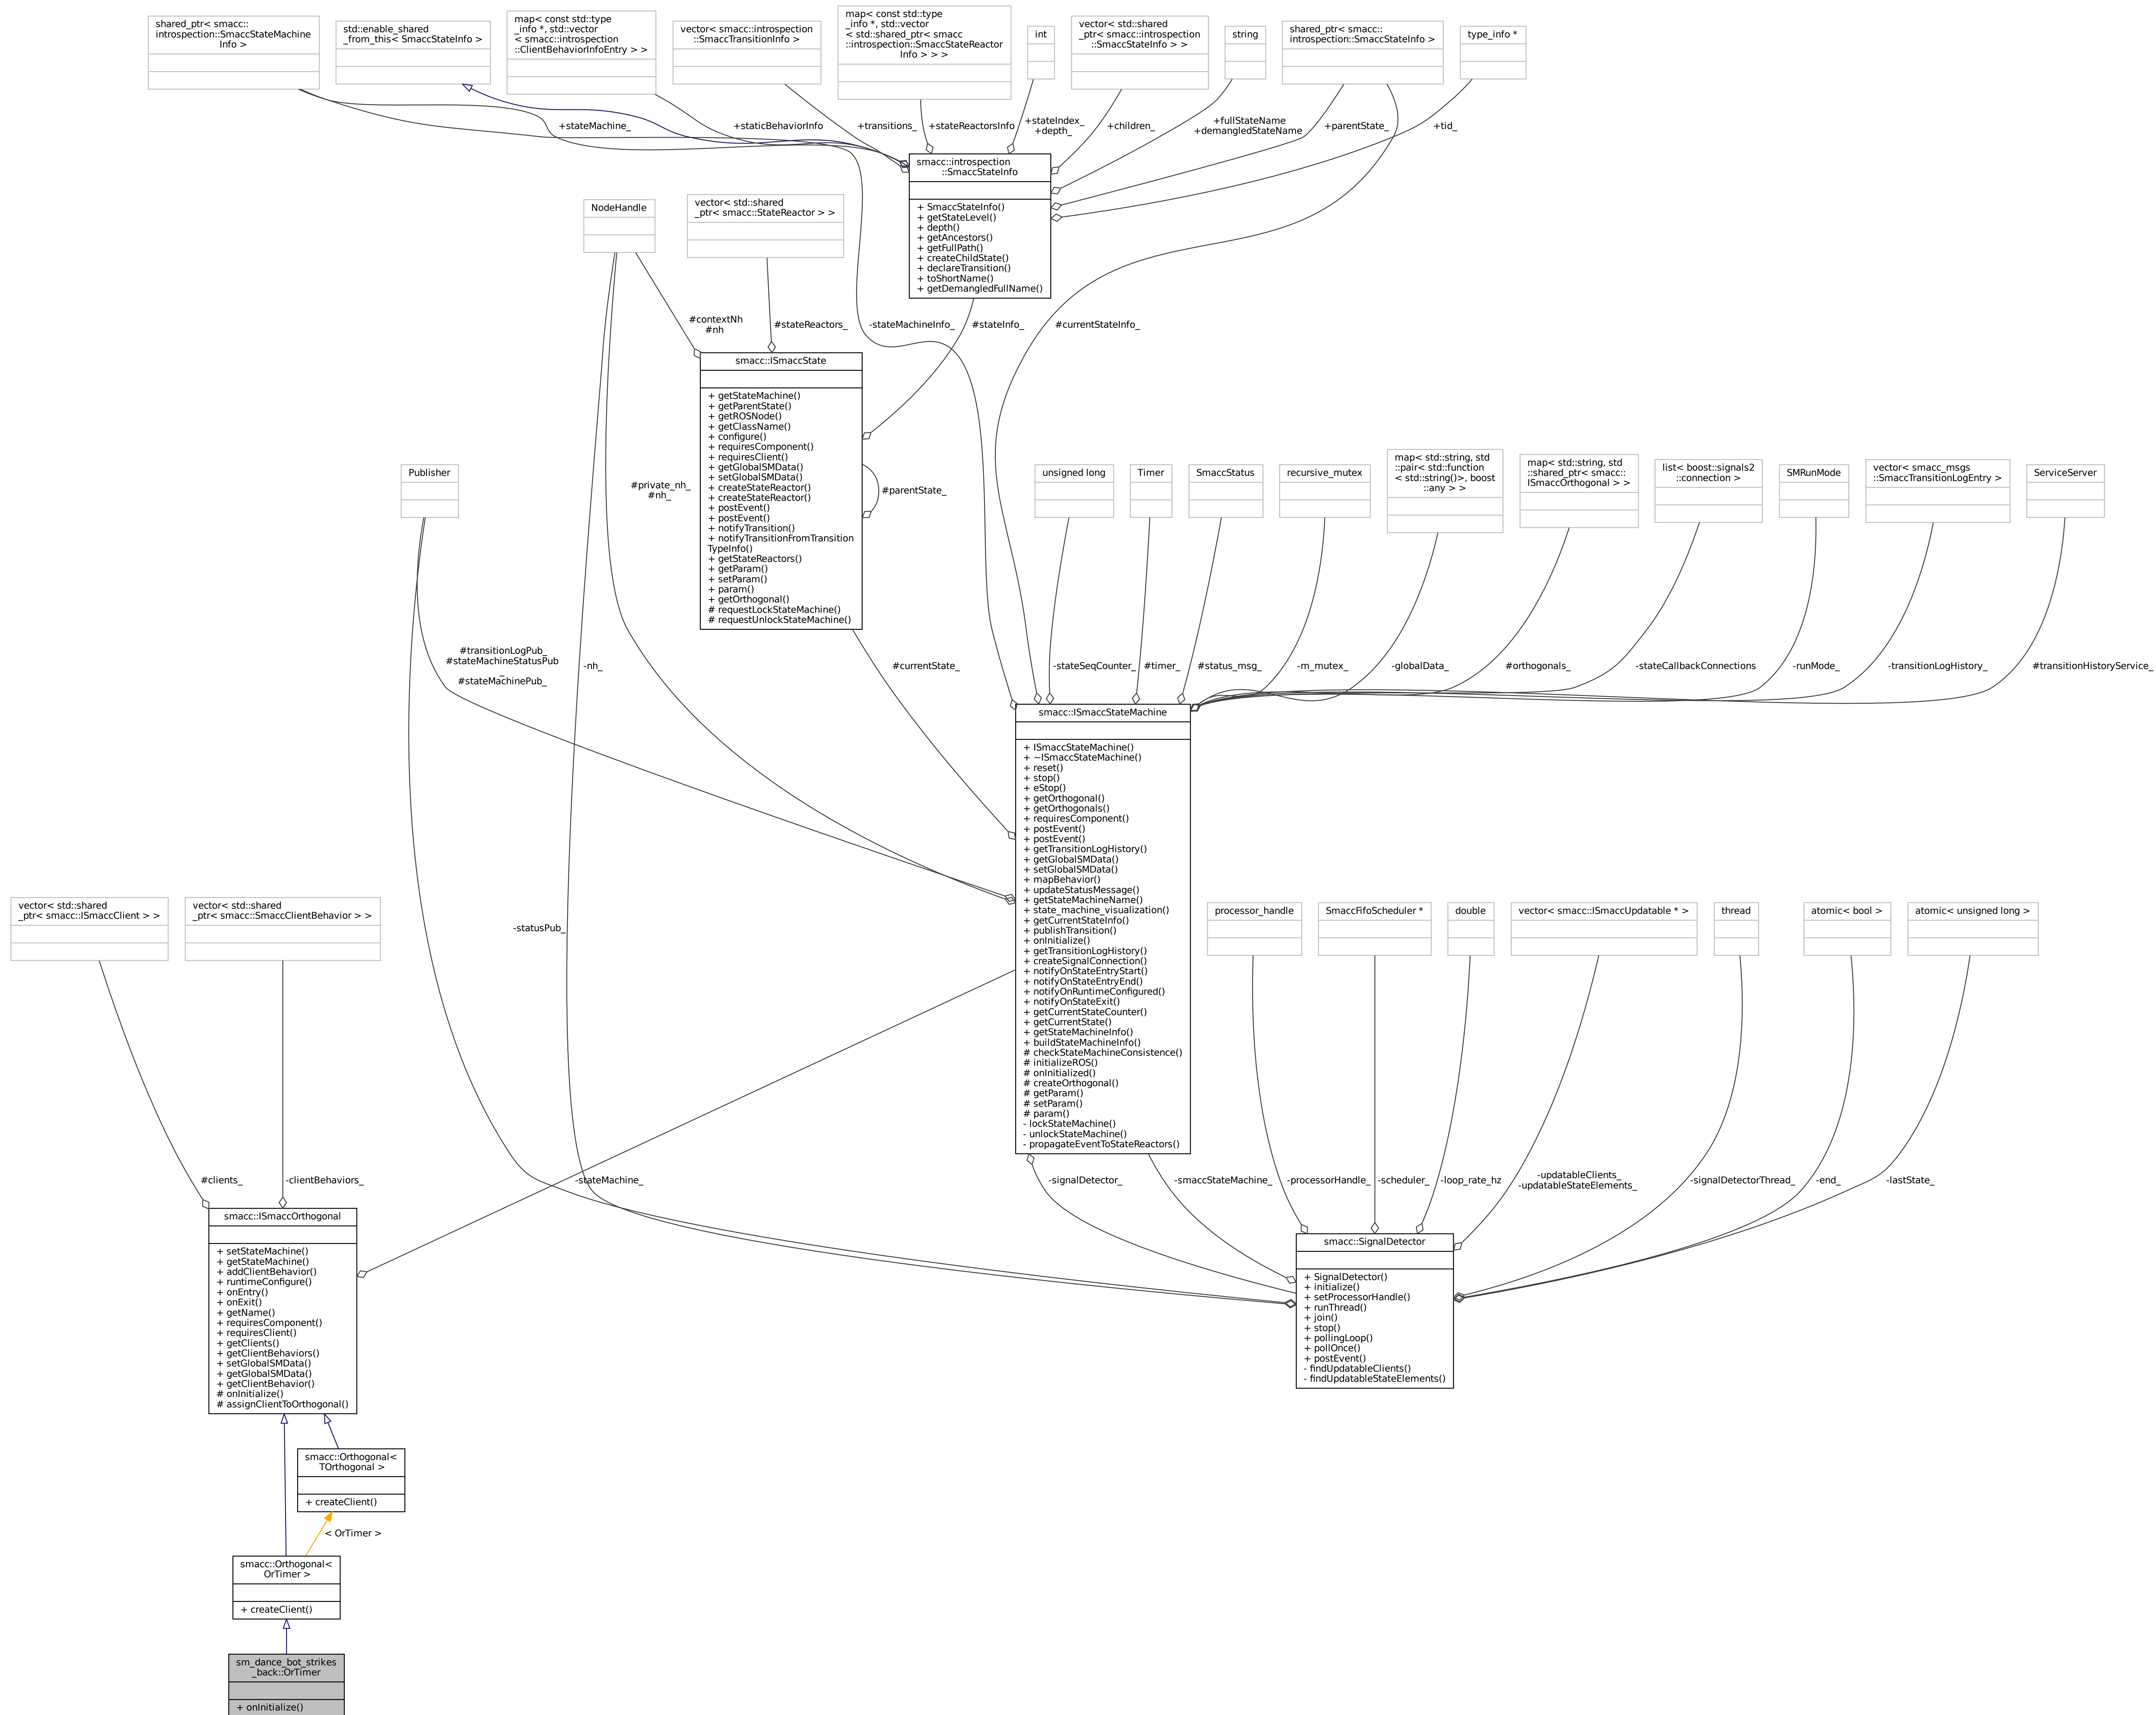 shared_ptr< smacc::
introspection::SmaccStateMachine
Info >
std::enable_shared
_from_this< SmaccStateInfo >
map< const std::type
_info *, std::vector
< smacc::introspection
::ClientBehaviorInfoEntry > >
vector< smacc::introspection
::SmaccTransitionInfo >
map< const std::type
_info *, std::vector
< std::shared_ptr< smacc
::introspection::SmaccStateReactor
Info > > >
int
vector< std::shared
_ptr< smacc::introspection
::SmaccStateInfo > >
string
shared_ptr< smacc::
introspection::SmaccStateInfo >
type_info *
+stateMachine_
+staticBehaviorInfo
+transitions_
+stateReactorsInfo
+stateIndex_
+depth_
+children_
+fullStateName
+demangledStateName
+parentState_
+tid_
smacc::introspection
::SmaccStateInfo
+ SmaccStateInfo()
+ getStateLevel()
+ depth()
+ getAncestors()
+ getFullPath()
+ createChildState()
+ declareTransition()
+ toShortName()
+ getDemangledFullName()
NodeHandle
vector< std::shared
_ptr< smacc::StateReactor > >
#contextNh
#nh
#stateReactors_
-stateMachineInfo_
#stateInfo_
#currentStateInfo_
smacc::ISmaccState
+ getStateMachine()
+ getParentState()
+ getROSNode()
+ getClassName()
+ configure()
+ requiresComponent()
+ requiresClient()
+ getGlobalSMData()
+ setGlobalSMData()
+ createStateReactor()
+ createStateReactor()
+ postEvent()
+ postEvent()
+ notifyTransition()
+ notifyTransitionFromTransition
TypeInfo()
+ getStateReactors()
+ getParam()
+ setParam()
+ param()
+ getOrthogonal()
# requestLockStateMachine()
# requestUnlockStateMachine()
#parentState_
Publisher
#private_nh_
#nh_
unsigned long
Timer
SmaccStatus
recursive_mutex
map< std::string, std
::pair< std::function
< std::string()>, boost
::any > >
map< std::string, std
::shared_ptr< smacc::
ISmaccOrthogonal > >
list< boost::signals2
::connection >
SMRunMode
vector< smacc_msgs
::SmaccTransitionLogEntry >
ServiceServer
#transitionLogPub_
#stateMachineStatusPub
_
#stateMachinePub_
-nh_
#currentState_
-stateSeqCounter_
#timer_
#status_msg_
-m_mutex_
-globalData_
#orthogonals_
-stateCallbackConnections
-runMode_
-transitionLogHistory_
#transitionHistoryService_
smacc::ISmaccStateMachine
+ ISmaccStateMachine()
+ ~ISmaccStateMachine()
+ reset()
+ stop()
+ eStop()
+ getOrthogonal()
+ getOrthogonals()
+ requiresComponent()
+ postEvent()
+ postEvent()
+ getTransitionLogHistory()
+ getGlobalSMData()
+ setGlobalSMData()
+ mapBehavior()
+ updateStatusMessage()
+ getStateMachineName()
+ state_machine_visualization()
+ getCurrentStateInfo()
+ publishTransition()
+ onInitialize()
+ getTransitionLogHistory()
+ createSignalConnection()
+ notifyOnStateEntryStart()
+ notifyOnStateEntryEnd()
+ notifyOnRuntimeConfigured()
+ notifyOnStateExit()
+ getCurrentStateCounter()
+ getCurrentState()
+ getStateMachineInfo()
+ buildStateMachineInfo()
# checkStateMachineConsistence()
# initializeROS()
# onInitialized()
# createOrthogonal()
# getParam()
# setParam()
# param()
- lockStateMachine()
- unlockStateMachine()
- propagateEventToStateReactors()
vector< std::shared
_ptr< smacc::ISmaccClient > >
vector< std::shared
_ptr< smacc::SmaccClientBehavior > >
-statusPub_
processor_handle
SmaccFifoScheduler *
double
vector< smacc::ISmaccUpdatable * >
thread
atomic< bool >
atomic< unsigned long >
#clients_
-clientBehaviors_
-stateMachine_
-signalDetector_
-smaccStateMachine_
-processorHandle_
-scheduler_
-loop_rate_hz
-updatableClients_
-updatableStateElements_
-signalDetectorThread_
-end_
-lastState_
smacc::ISmaccOrthogonal
+ setStateMachine()
+ getStateMachine()
+ addClientBehavior()
+ runtimeConfigure()
+ onEntry()
+ onExit()
+ getName()
+ requiresComponent()
+ requiresClient()
+ getClients()
+ getClientBehaviors()
+ setGlobalSMData()
+ getGlobalSMData()
+ getClientBehavior()
# onInitialize()
# assignClientToOrthogonal()
smacc::SignalDetector
+ SignalDetector()
+ initialize()
+ setProcessorHandle()
+ runThread()
+ join()
+ stop()
+ pollingLoop()
+ pollOnce()
+ postEvent()
- findUpdatableClients()
- findUpdatableStateElements()
smacc::Orthogonal<
TOrthogonal >
+ createClient()
< OrTimer >
smacc::Orthogonal<
OrTimer >
+ createClient()
sm_dance_bot_strikes
_back::OrTimer
+ onInitialize()